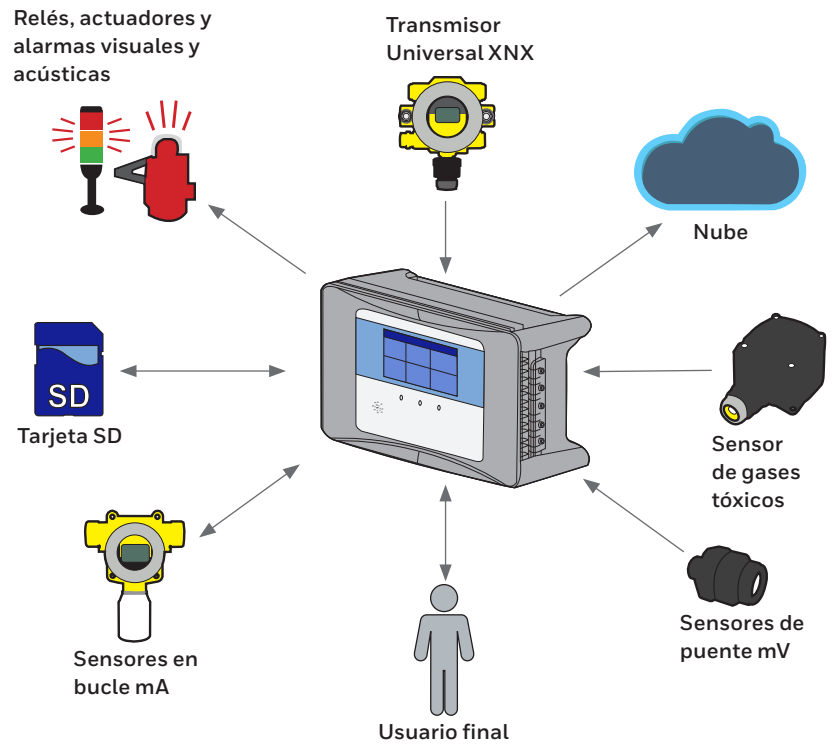 Relés, actuadores y
alarmas visuales y
acústicas
Transmisor
Universal XNX
Nube
SD
Tarjeta SD
Sensor
de gases
tóxicos
Sensores en
bucle mA
Sensores de
puente mV
Usuario final